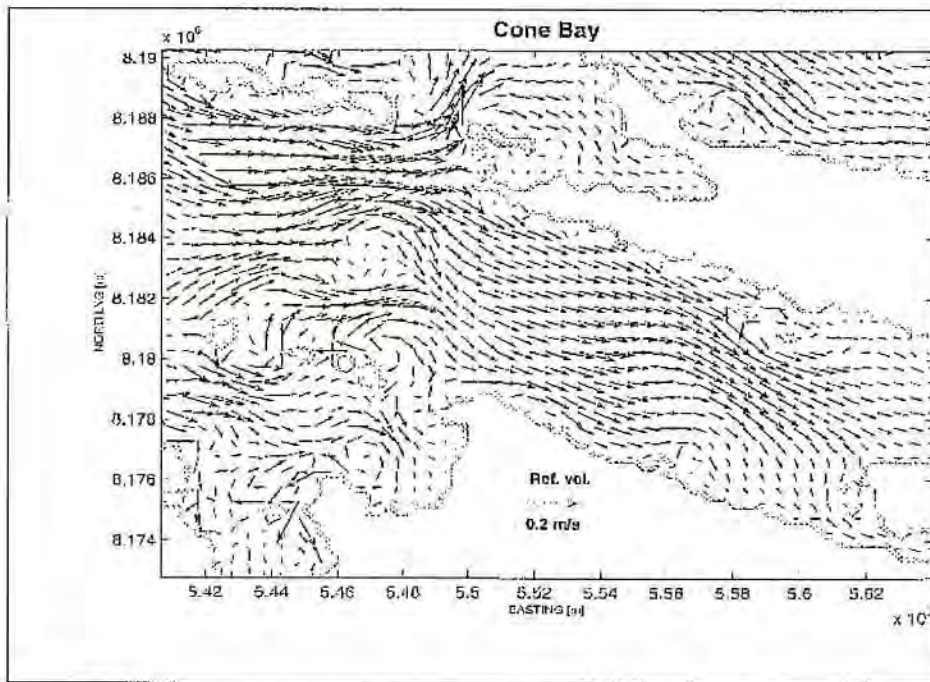 Cone Bay
x 10⁶
8.19
8.188
8.186
8.184
8.182
8.18
8.178
8.176
8.174
NORTHING [m]
Ref. vel.
0.2 m/s
5.42 5.44 5.46 5.48 5.5 5.52 5.54 5.56 5.58 5.6 5.62
EASTING [m]
x 10